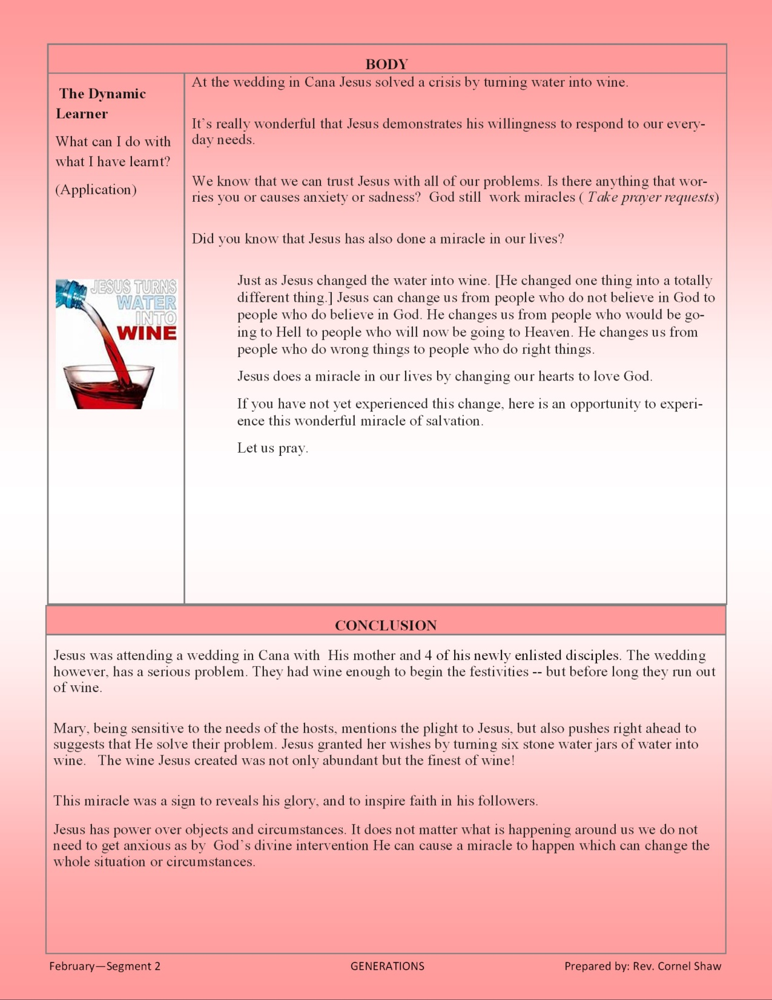 BODY
The Dynamic
Learner
What can I do with
what I have learnt?
(Application)
JESUS TURNS
WATER
INTO
WINE
At the wedding in Cana Jesus solved a crisis by turning water into wine.
It`s really wonderful that Jesus demonstrates his willingness to respond to our every-
day needs.
We know that we can trust Jesus with all of our problems. Is there anything that wor-
ries you or causes anxiety or sadness?  God still  work miracles ( Take prayer requests)
Did you know that Jesus has also done a miracle in our lives?
Just as Jesus changed the water into wine. [He changed one thing into a totally
different thing.] Jesus can change us from people who do not believe in God to
people who do believe in God. He changes us from people who would be go-
ing to Hell to people who will now be going to Heaven. He changes us from
people who do wrong things to people who do right things.
Jesus does a miracle in our lives by changing our hearts to love God.
If you have not yet experienced this change, here is an opportunity to experi-
ence this wonderful miracle of salvation.
Let us pray.
CONCLUSION
Jesus was attending a wedding in Cana with  His mother and 4 of his newly enlisted disciples. The wedding
however, has a serious problem. They had wine enough to begin the festivities -- but before long they run out
of wine.
Mary, being sensitive to the needs of the hosts, mentions the plight to Jesus, but also pushes right ahead to
suggests that He solve their problem. Jesus granted her wishes by turning six stone water jars of water into
wine.   The wine Jesus created was not only abundant but the finest of wine!
This miracle was a sign to reveals his glory, and to inspire faith in his followers.
Jesus has power over objects and circumstances. It does not matter what is happening around us we do not
need to get anxious as by  God`s divine intervention He can cause a miracle to happen which can change the
whole situation or circumstances.
February—Segment 2 GENERATIONS Prepared by: Rev. Cornel Shaw